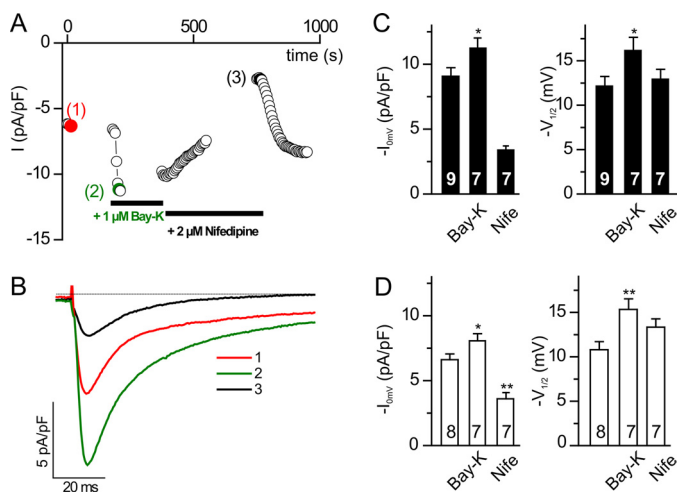 A
0 500 1000
time (s)
0
-5
-10
-15
I (pA/pF)
(1)
(2)
(3)
+ 1 µM Bay-K
+ 2 µM Nifedipine
B
1
2
3
5 pA/pF
20 ms
C
-I0mV (pA/pF)
10
5
0
*
9 7 7
Bay-K
Nife
-V1/2 (mV)
15
10
5
0
*
9 7 7
Bay-K
Nife
D
-I0mV (pA/pF)
10
5
0
*
**
8 7 7
Bay-K
Nife
-V1/2 (mV)
15
10
5
0
**
8 7 7
Bay-K
Nife